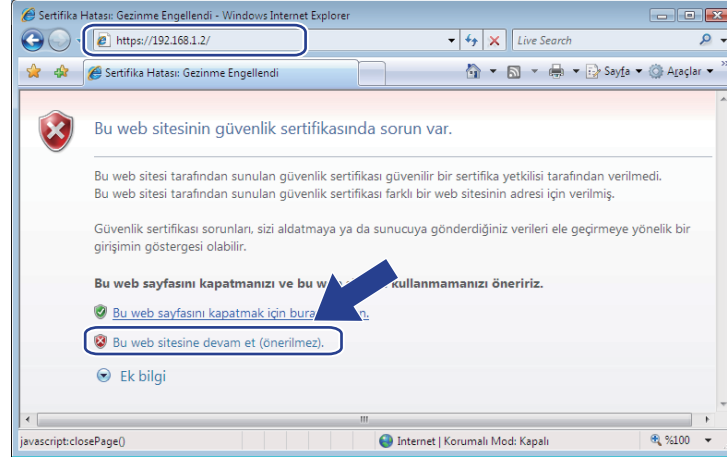 Sertifika Hatası: Gezinme Engellendi - Windows Internet Explorer
https://192.168.1.2/
Live Search
Sertifika Hatası: Gezinme Engellendi
Sayfa
Araçlar
Bu web sitesinin güvenlik sertifikasında sorun var.
Bu web sitesi tarafından sunulan güvenlik sertifikası güvenilir bir sertifika yetkilisi tarafından verilmedi.
Bu web sitesi tarafından sunulan güvenlik sertifikası farklı bir web sitesinin adresi için verilmiş.
Güvenlik sertifikası sorunları, sizi aldatmaya ya da sunucuya gönderdiğiniz verileri ele geçirmeye yönelik bir
girişimin göstergesi olabilir.
Bu web sayfasını kapatmanızı ve bu kullanmamanızı öneririz.
Bu web sayfasını kapatmak için
Bu web sitesine devam et (önerilmez).
Ek bilgi
javascript:closePage()
Internet | Korumalı Mod: Kapalı
%100